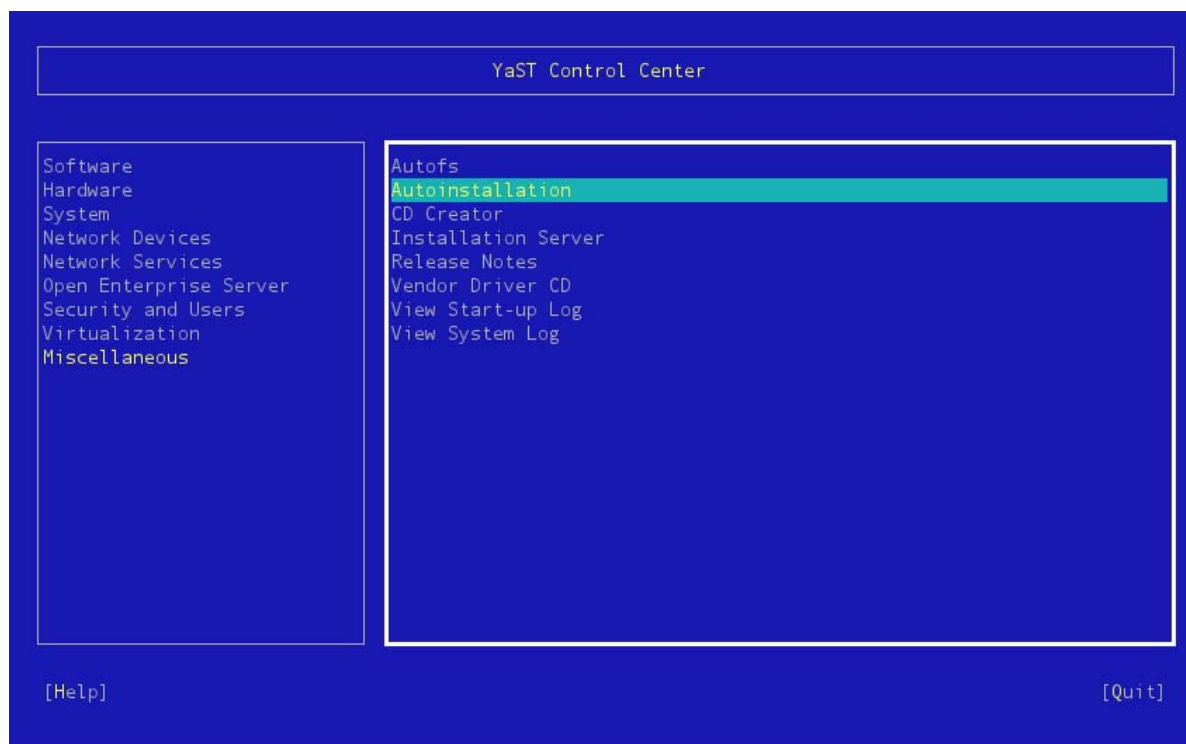 YaST Control Center
Software
Hardware
System
Network Devices
Network Services
Open Enterprise Server
Security and Users
Virtualization
Miscellaneous
Autofs
Autoinstallation
CD Creator
Installation Server
Release Notes
Vendor Driver CD
View Start-up Log
View System Log
[Help]
[Quit]